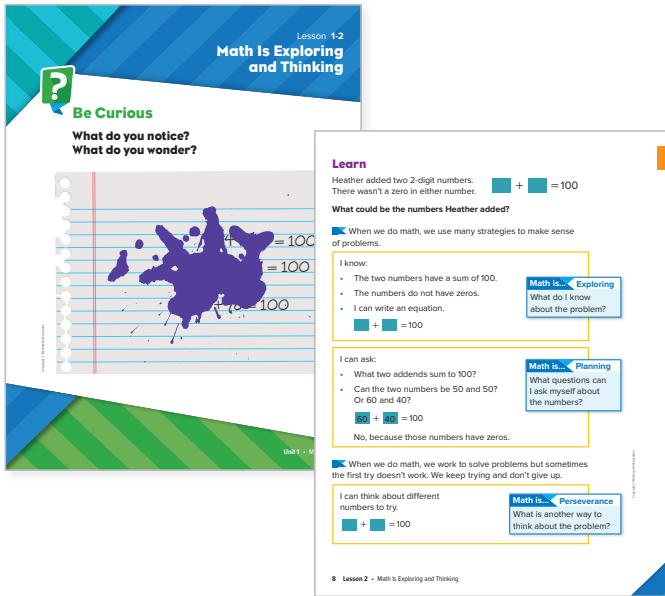 Lesson 1-2
Math Is Exploring
and Thinking
?
Be Curious
What do you notice?
What do you wonder?
4
= 100
= 100
= 100
Unit 1 •
Learn
Heather added two 2-digit numbers.
There wasn't a zero in either number.
+ = 100
What could be the numbers Heather added?
When we do math, we use many strategies to make sense
of problems.
I know:
• The two numbers have a sum of 100.
• The numbers do not have zeros.
• I can write an equation.
+ = 100
Math is... Exploring
What do I know
about the problem?
I can ask:
• What two addends sum to 100?
• Can the two numbers be 50 and 50?
Or 60 and 40?
60 + 40 = 100
No, because those numbers have zeros.
Math is... Planning
What questions can
I ask myself about
the numbers?
When we do math, we work to solve problems but sometimes
the first try doesn't work. We keep trying and don't give up.
I can think about different
numbers to try.
+ = 100
Math is... Perseverance
What is another way to
think about the problem?
8 Lesson 2 • Math Is Exploring and Thinking